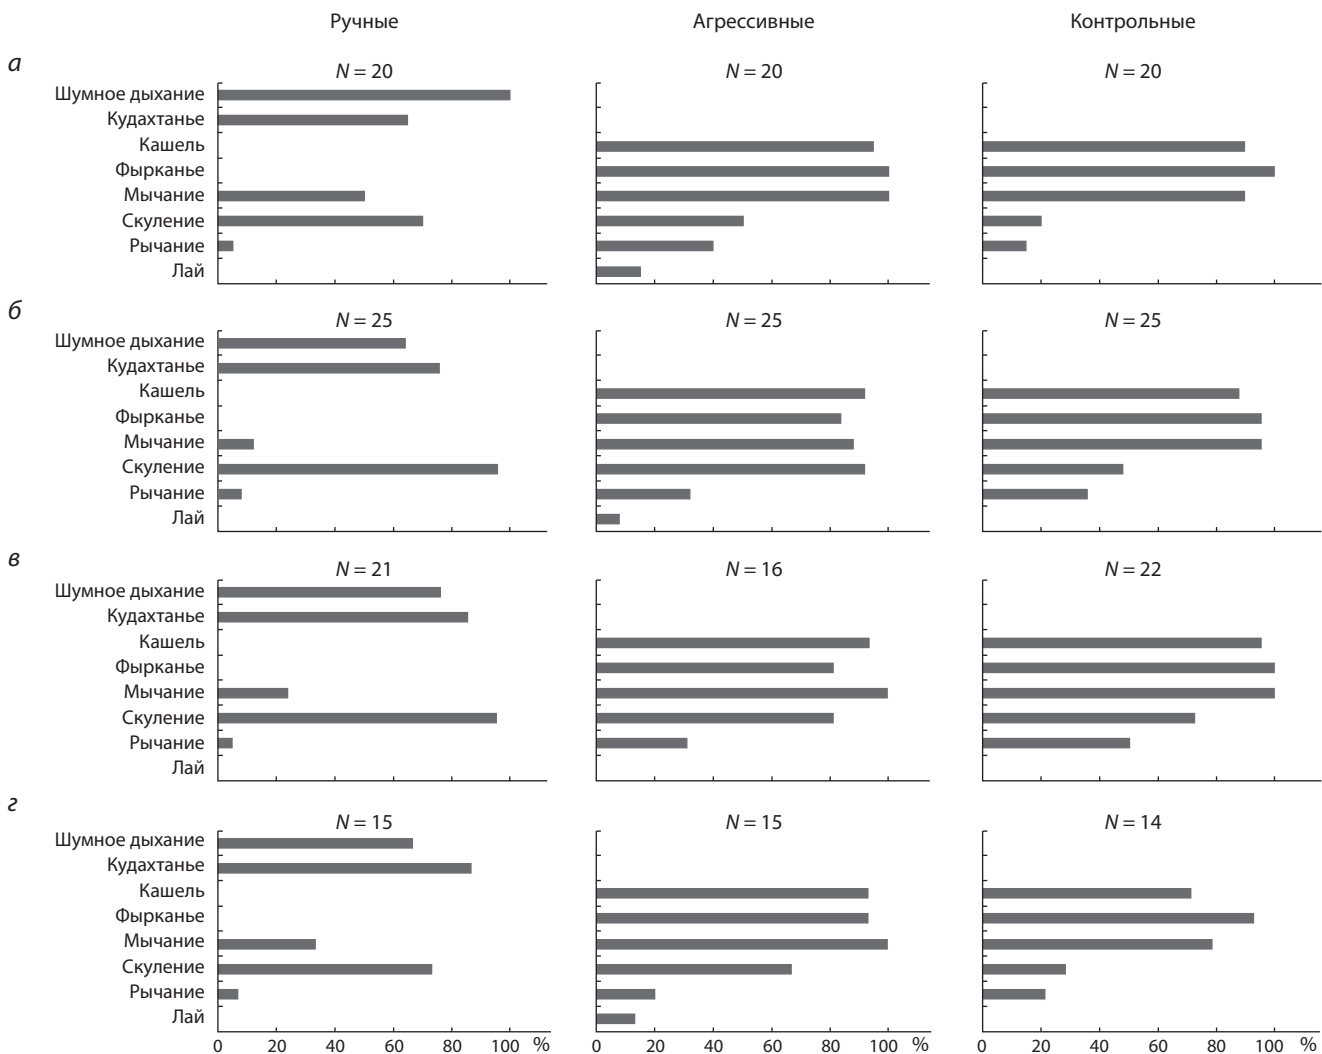 Ручные Агрессивные Контрольные
а
N = 20 N = 20 N = 20
Шумное дыхание
Кудахтанье
Кашель
Фырканье
Мычание
Скуление
Рычание
Лай
б
N = 25 N = 25 N = 25
Шумное дыхание
Кудахтанье
Кашель
Фырканье
Мычание
Скуление
Рычание
Лай
в
N = 21 N = 16 N = 22
Шумное дыхание
Кудахтанье
Кашель
Фырканье
Мычание
Скуление
Рычание
Лай
г
N = 15 N = 15 N = 14
Шумное дыхание
Кудахтанье
Кашель
Фырканье
Мычание
Скуление
Рычание
Лай
0 20 40 60 80 100 % 0 20 40 60 80 100 % 0 20 40 60 80 100 %